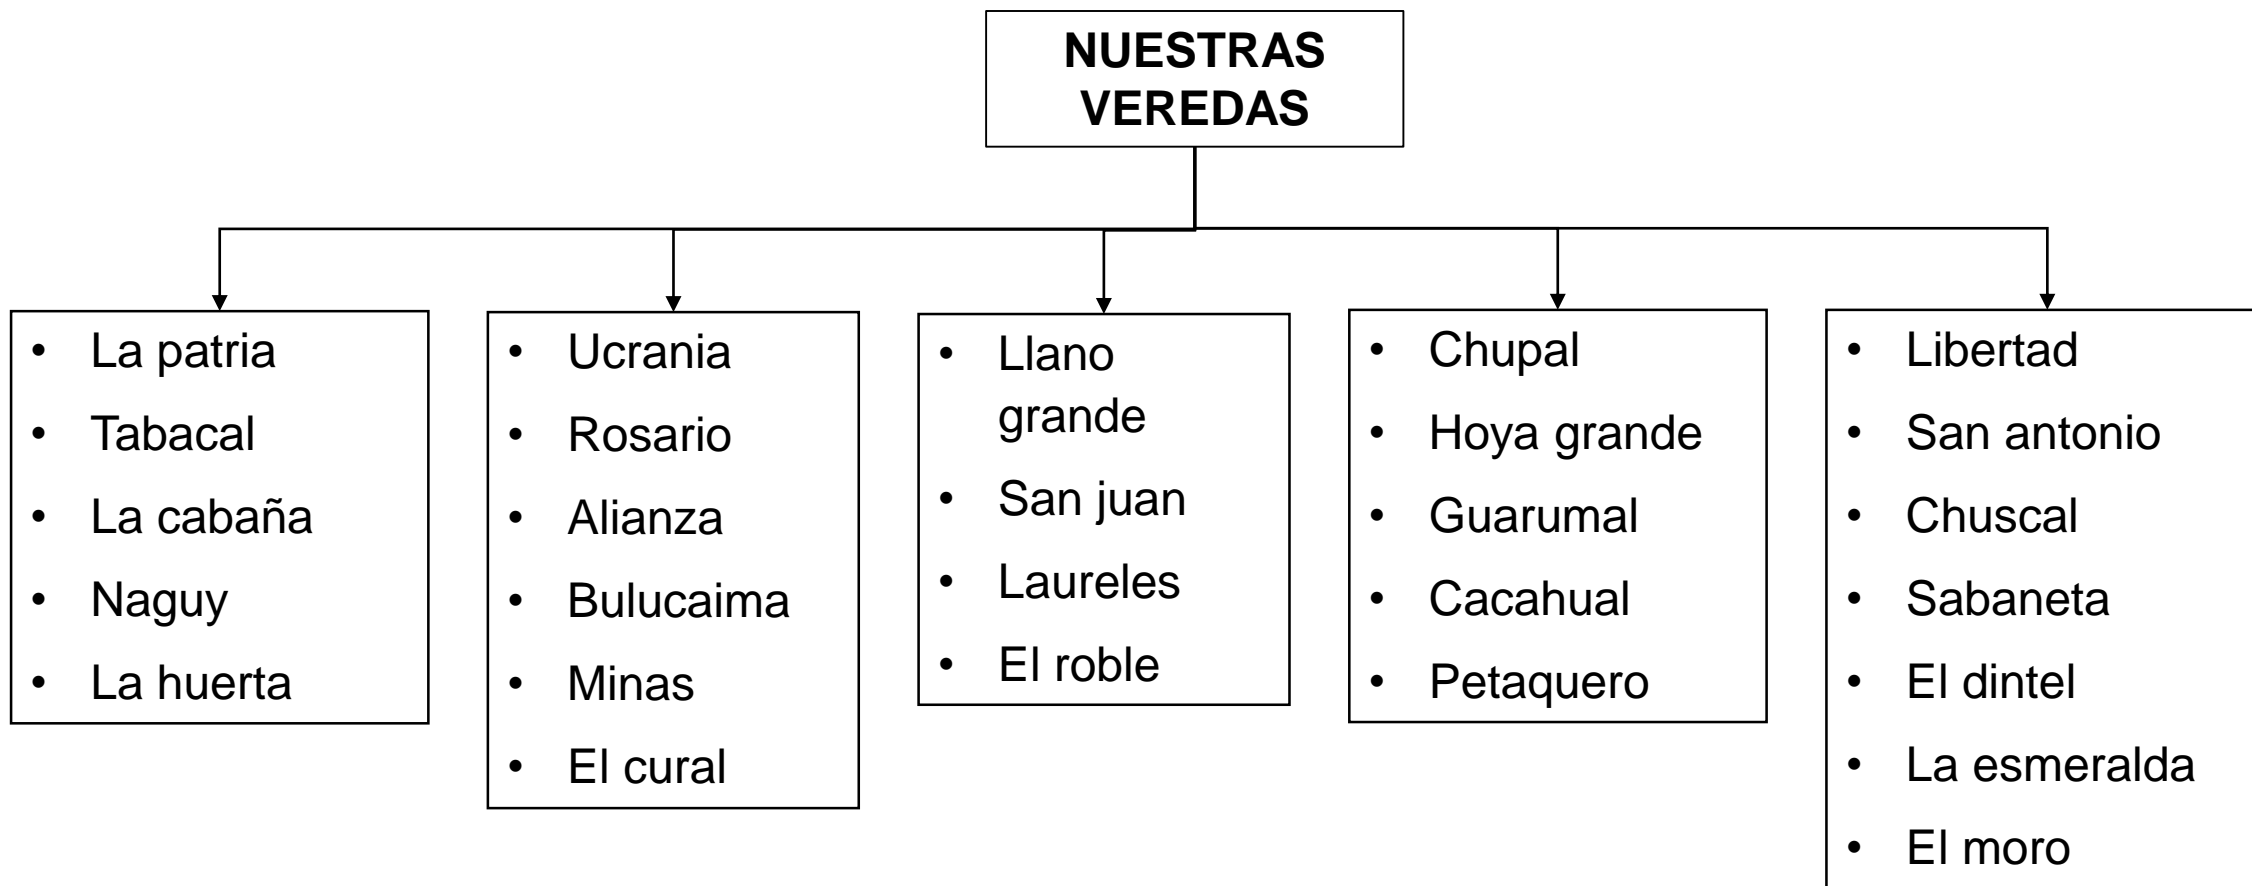 NUESTRAS
VEREDAS
• La patria
• Tabacal
• La cabaña
• Naguy
• La huerta
• Ucrania
• Rosario
• Alianza
• Bulucaima
• Minas
• El cural
• Llano
grande
• San juan
• Laureles
• El roble
• Chupal
• Hoya grande
• Guarumal
• Cacahual
• Petaquero
• Libertad
• San antonio
• Chuscal
• Sabaneta
• El dintel
• La esmeralda
• El moro